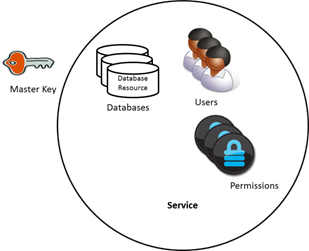 Master Key
Database
Resource
Databases
Users
Permissions
Service